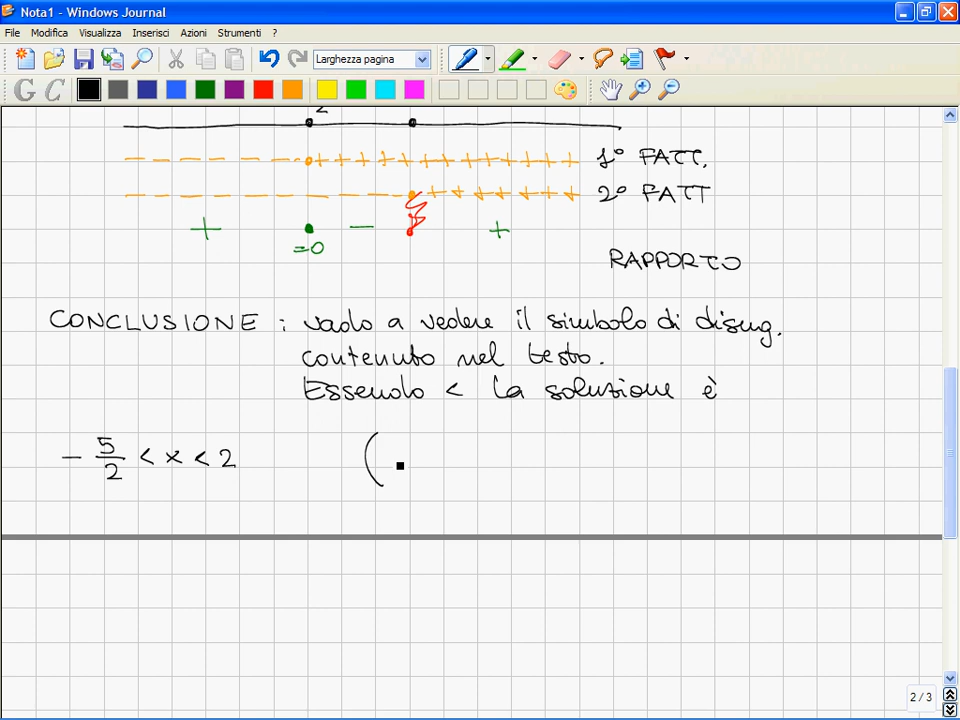 Nota1 - Windows Journal
File Modifica Visualizza Inserisci Azioni Strumenti ?
Larghezza pagina
G C
2
- - - - - - - + + + + + + + + + + + + 1° FATT.
- - - - - - - - - - - + + + + + + + 2° FATT
+ - +
=0
RAPPORTO
CONCLUSIONE : vado a vedere il simbolo di disug.
contenuto nel testo.
Essendo < la soluzione è
- 5/2 < x < 2 (
2 / 3